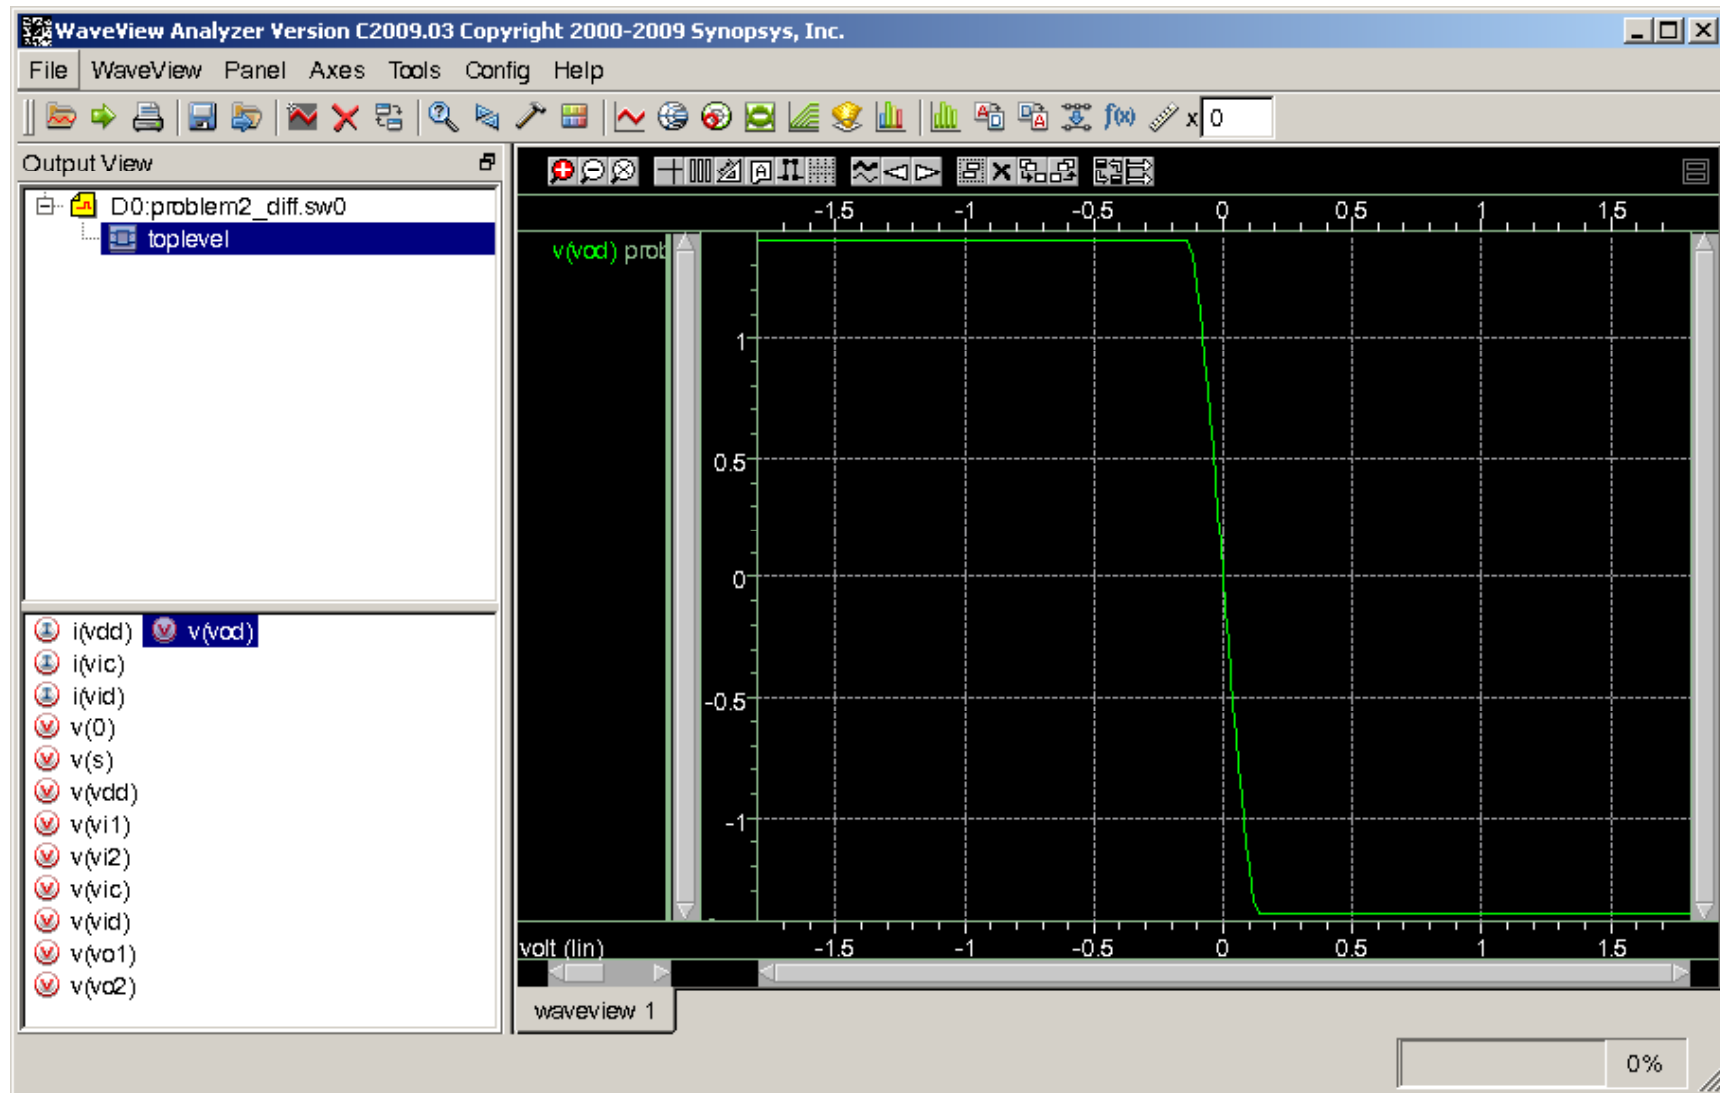 WaveView Analyzer Version C2009.03 Copyright 2000-2009 Synopsys, Inc.
File WaveView Panel Axes Tools Config Help
f(x) x 0
Output View
D0:problem2_diff.sw0
toplevel
-1.5 -1 -0.5 0 0.5 1 1.5
v(vod) prob
1
0.5
0
-0.5
-1
i(vdd) v(vod)
i(vic)
i(vid)
v(0)
v(s)
v(vdd)
v(vi1)
v(vi2)
v(vic)
v(vid)
v(vo1)
v(vo2)
volt (lin) -1.5 -1 -0.5 0 0.5 1 1.5
waveview 1
0%